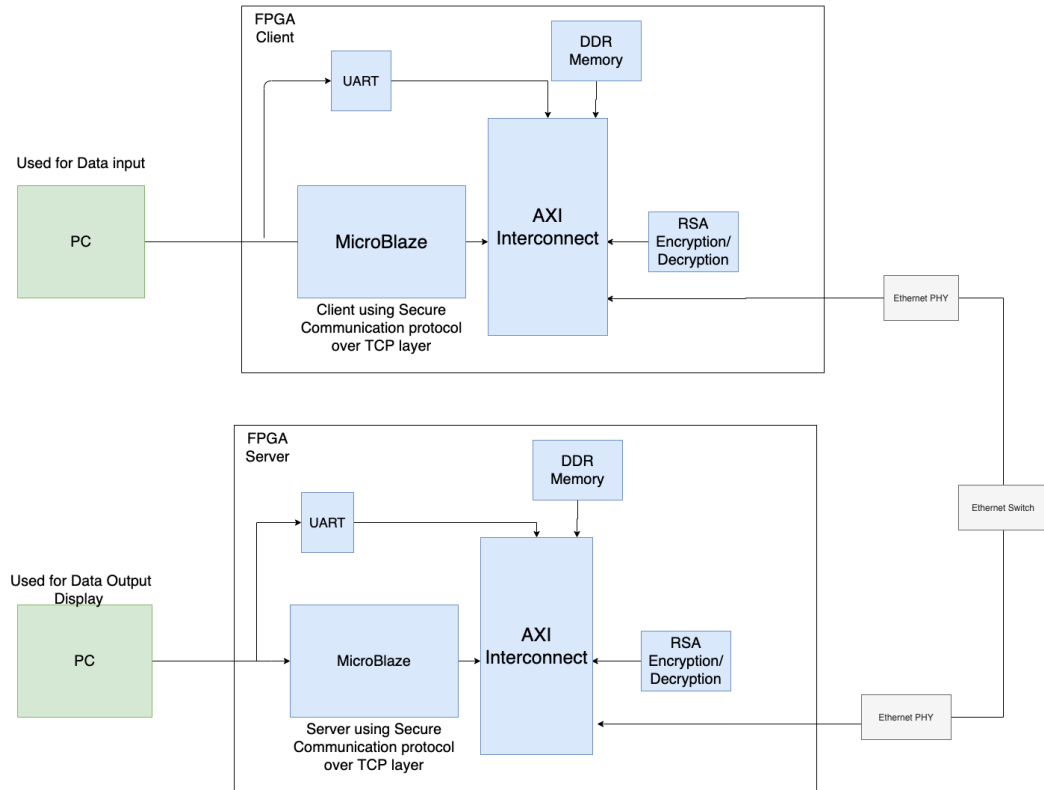 FPGA
Client
DDR
Memory
UART
Used for Data input
PC
MicroBlaze
AXI
Interconnect
RSA
Encryption/
Decryption
Ethernet PHY
Client using Secure
Communication protocol
over TCP layer
FPGA
Server
DDR
Memory
Ethernet Switch
UART
Used for Data Output
Display
PC
MicroBlaze
AXI
Interconnect
RSA
Encryption/
Decryption
Ethernet PHY
Server using Secure
Communication protocol
over TCP layer